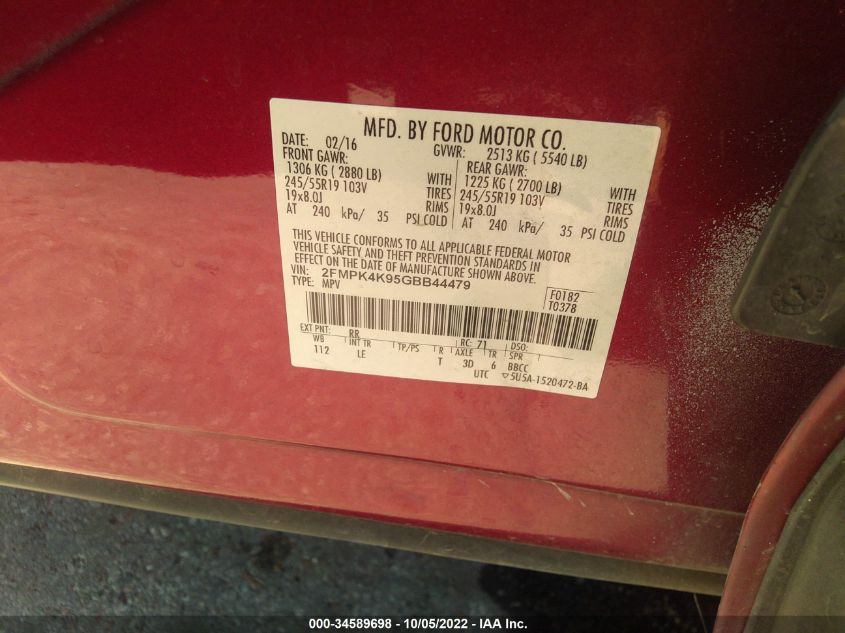 MFD. BY FORD MOTOR CO.
DATE: 02/16 GVWR: 2513 KG ( 5540 LB)
FRONT GAWR: REAR GAWR:
1306 KG ( 2880 LB) WITH 1225 KG ( 2700 LB) WITH
245/55R19 103V TIRES 245/55R19 103V TIRES
19x8.0J RIMS 19x8.0J RIMS
AT 240 kPa/ 35 PSI COLD AT 240 kPa/ 35 PSI COLD
THIS VEHICLE CONFORMS TO ALL APPLICABLE FEDERAL MOTOR
VEHICLE SAFETY AND THEFT PREVENTION STANDARDS IN
EFFECT ON THE DATE OF MANUFACTURE SHOWN ABOVE.
VIN: 2FMPK4K95GBB44479
TYPE: MPV
F0182
T0378
EXT PNT: RR RC: 71 DSO:
WB INT TR TP/PS R AXLE TR SPR
112 LE T 3D 6 BBCC
UTC ▽5U5A-1520472-BA
000-34589698 - 10/05/2022 - IAA Inc.